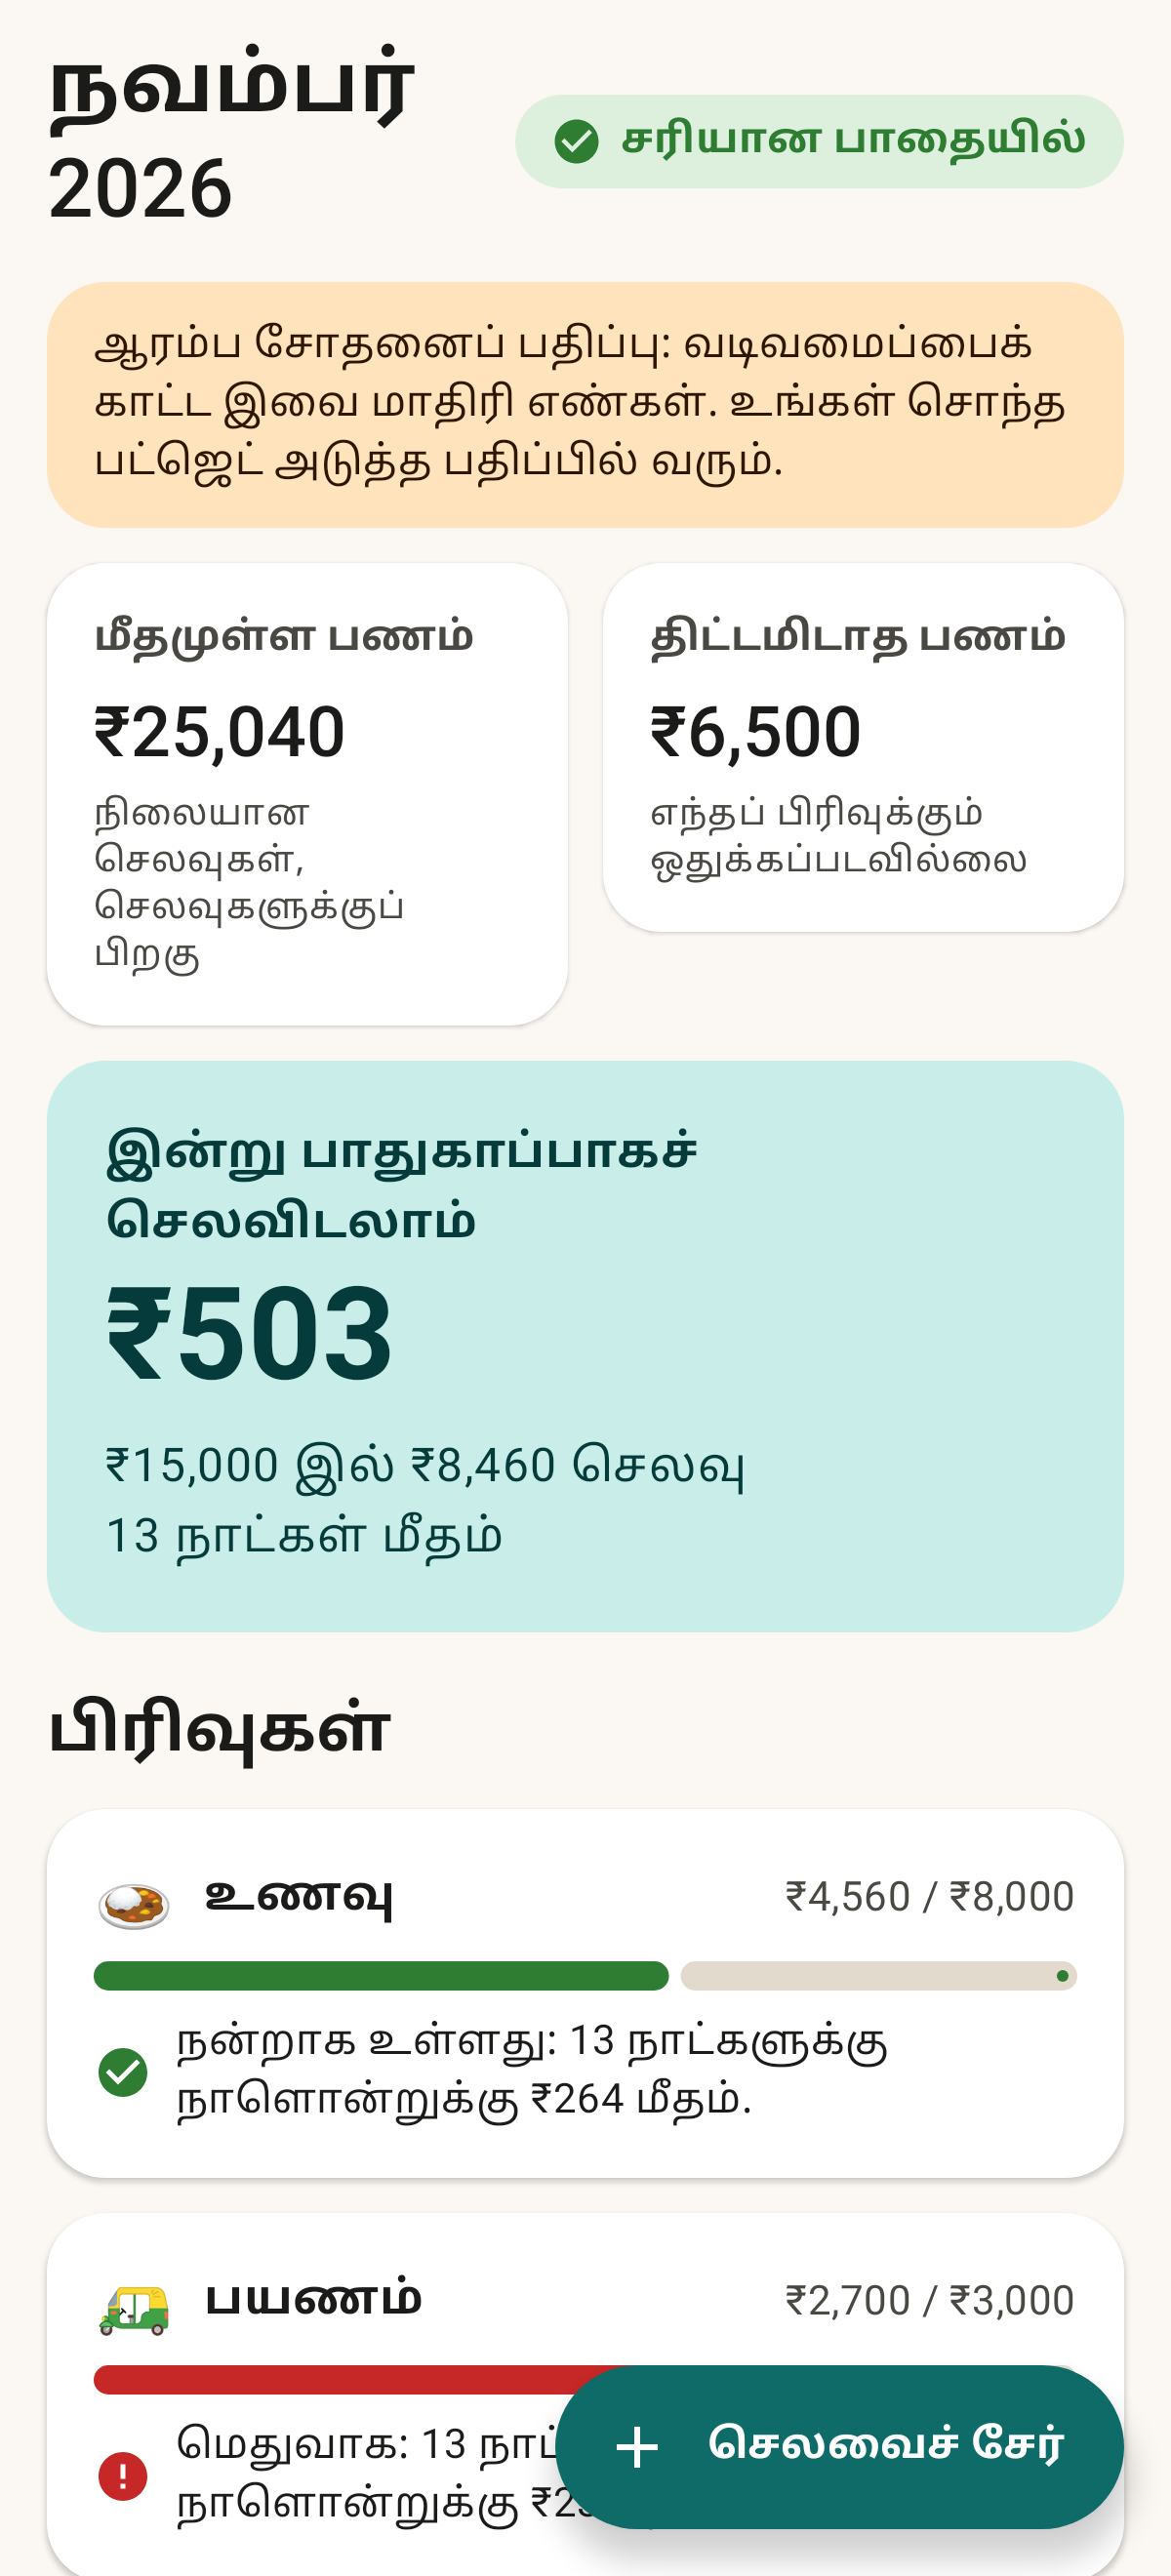 நவம்பர்
2026
சரியான பாதையில்
ஆரம்ப சோதனைப் பதிப்பு: வடிவமைப்பைக்
காட்ட இவை மாதிரி எண்கள். உங்கள் சொந்த
பட்ஜெட் அடுத்த பதிப்பில் வரும்.
மீதமுள்ள பணம்
₹25,040
நிலையான
செலவுகள்,
செலவுகளுக்குப்
பிறகு
திட்டமிடாத பணம்
₹6,500
எந்தப் பிரிவுக்கும்
ஒதுக்கப்படவில்லை
இன்று பாதுகாப்பாகச்
செலவிடலாம்
₹503
₹15,000 இல் ₹8,460 செலவு
13 நாட்கள் மீதம்
பிரிவுகள்
உணவு
₹4,560 / ₹8,000
நன்றாக உள்ளது: 13 நாட்களுக்கு
நாளொன்றுக்கு ₹264 மீதம்.
பயணம்
₹2,700 / ₹3,000
மெதுவாக: 13
நாளொன்றுக்கு
செலவைச் சேர்